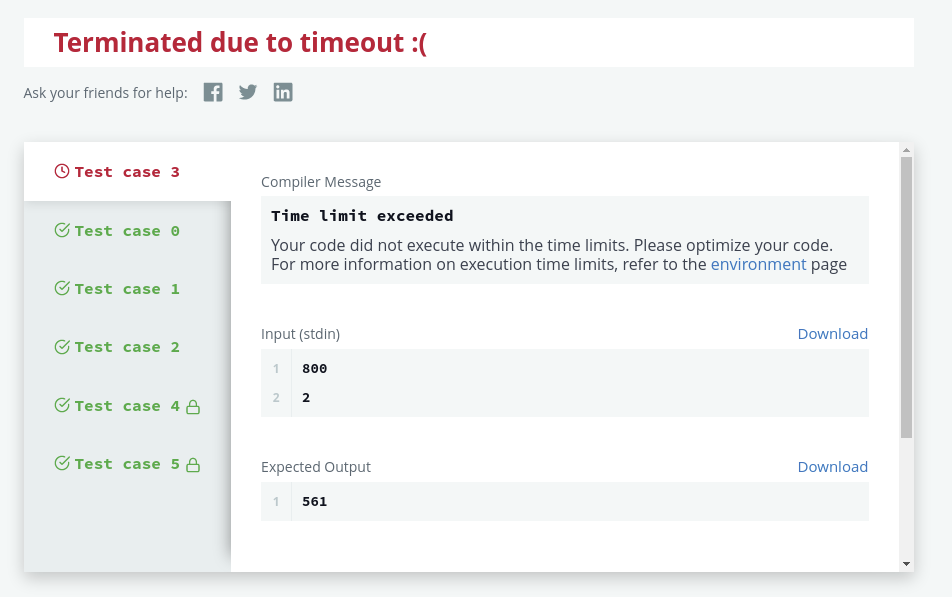 Terminated due to timeout :(
Ask your friends for help:
Test case 3
Test case 0
Test case 1
Test case 2
Test case 4
Test case 5
Compiler Message
Time limit exceeded
Your code did not execute within the time limits. Please optimize your code.
For more information on execution time limits, refer to the environment page
Input (stdin) Download
1 800
2 2
Expected Output Download
1 561